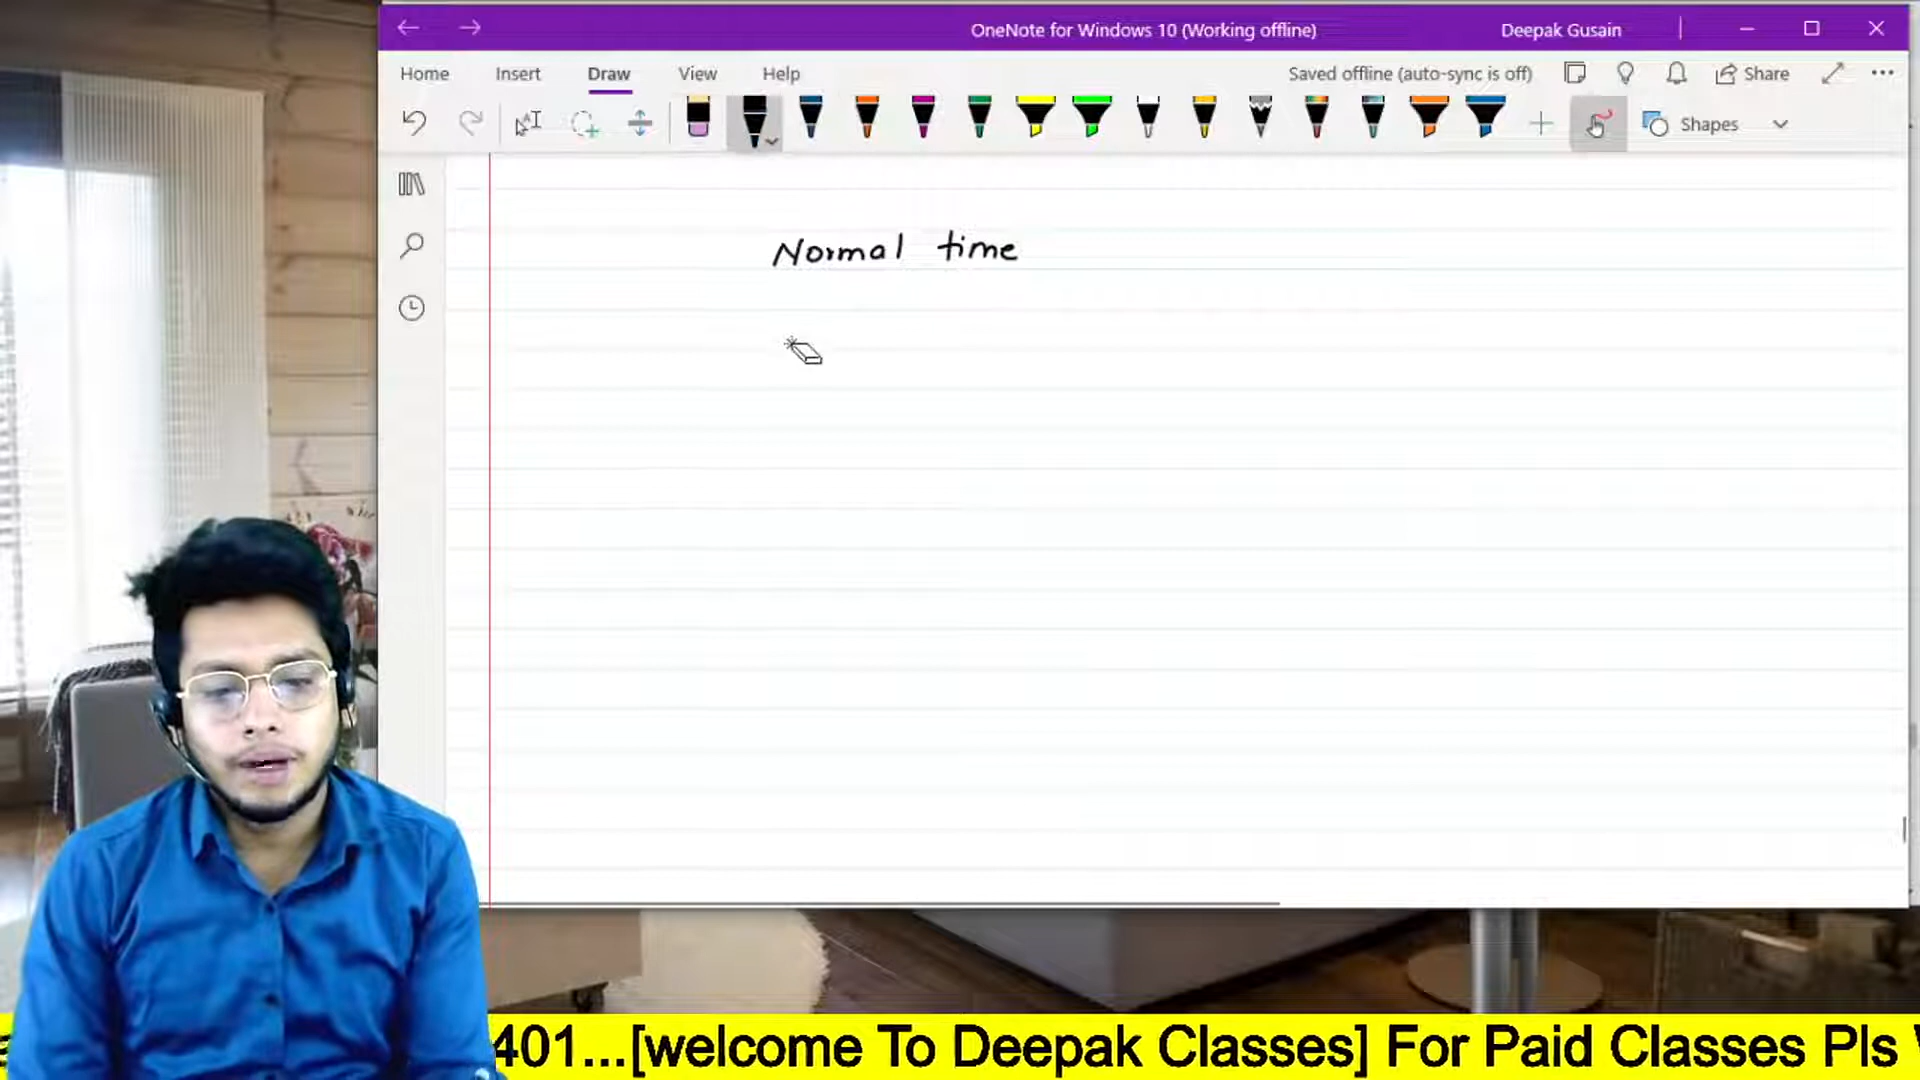 OneNote for Windows 10 (Working offline)
Deepak Gusain
Home Insert Draw View Help
Saved offline (auto-sync is off)
Share
Shapes
Normal time
401...[welcome To Deepak Classes] For Paid Classes Pls